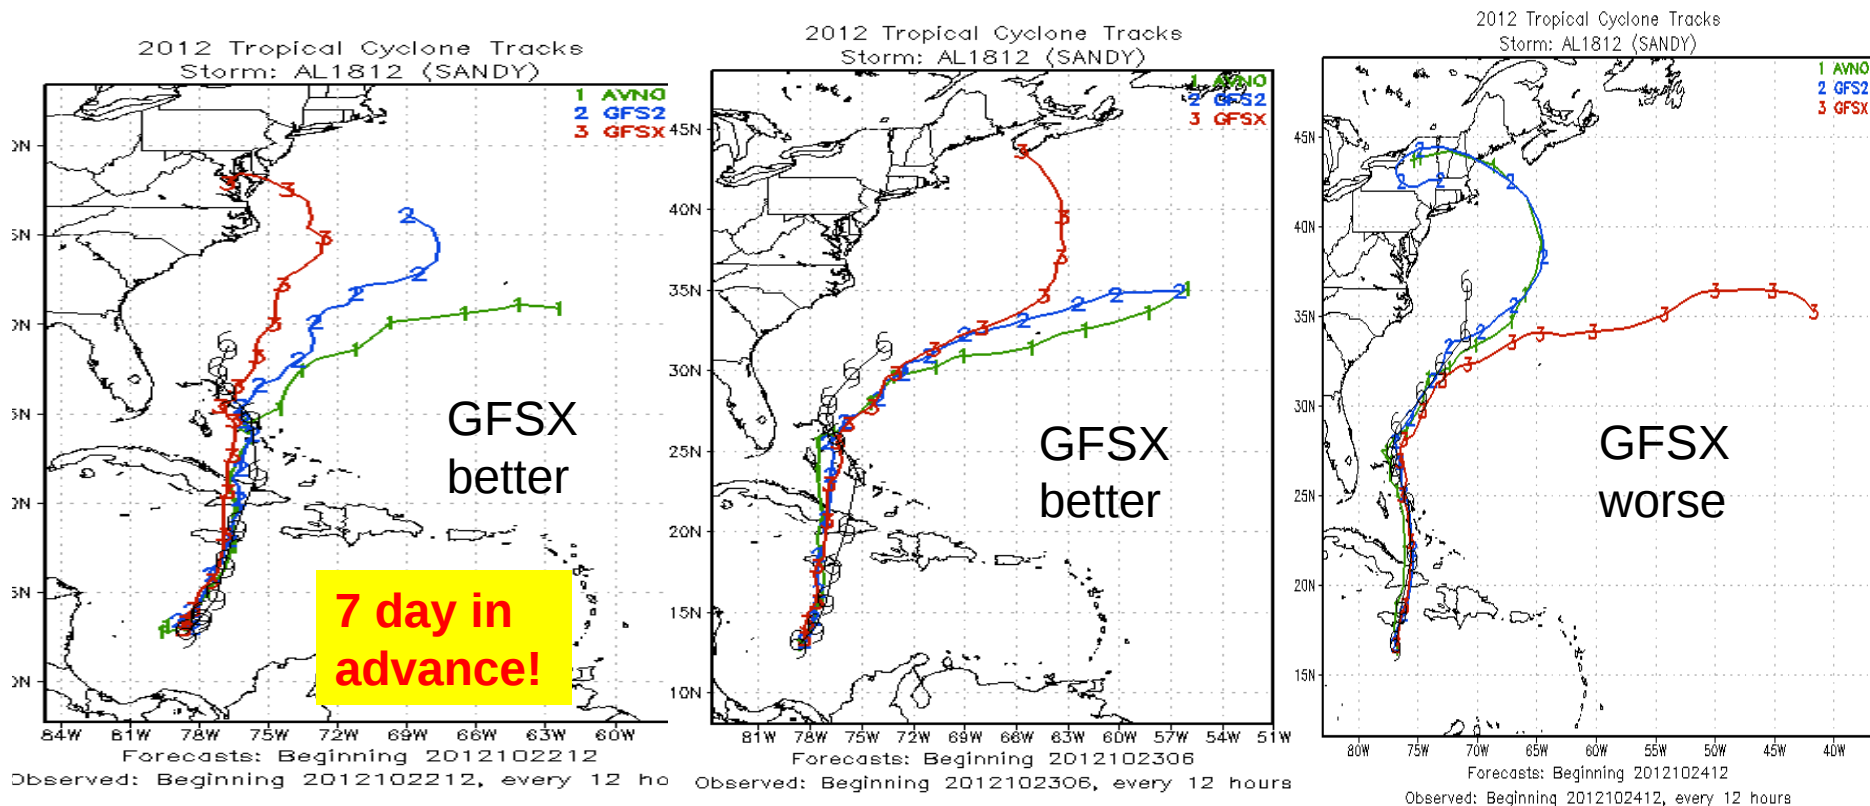 2012 Tropical Cyclone Tracks
Storm: AL1812 (SANDY)
1 AVNO
2 GFS2
3 GFSX
N
5N
N
5N
N
5N
N
84W 81W 78W 75W 72W 69W 66W 63W 60W
GFSX
better
7 day in
advance!
Forecasts: Beginning 2012102212
Observed: Beginning 2012102212, every 12 ho
2012 Tropical Cyclone Tracks
Storm: AL1812 (SANDY)
1 AVNO
2 GFS2
3 GFSX
45N
40N
35N
30N
25N
20N
15N
10N
81W 78W 75W 72W 69W 66W 63W 60W 57W 54W 51W
GFSX
better
Forecasts: Beginning 2012102306
Observed: Beginning 2012102306, every 12 hours
2012 Tropical Cyclone Tracks
Storm: AL1812 (SANDY)
1 AVNO
2 GFS2
3 GFSX
45N
40N
35N
30N
25N
20N
15N
80W 75W 70W 65W 60W 55W 50W 45W 40W
GFSX
worse
Forecasts: Beginning 2012102412
Observed: Beginning 2012102412, every 12 hours